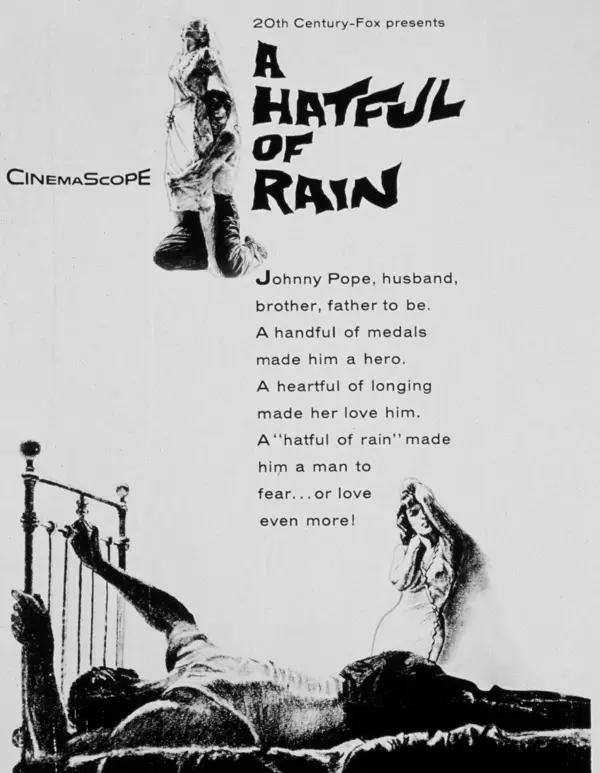 20th Century-Fox presents
A
HATFUL
OF
RAIN
CINEMASCOPE
Johnny Pope, husband,
brother, father to be.
A handful of medals
made him a hero.
A heartful of longing
made her love him.
A "hatful of rain" made
him a man to
fear...or love
even more!